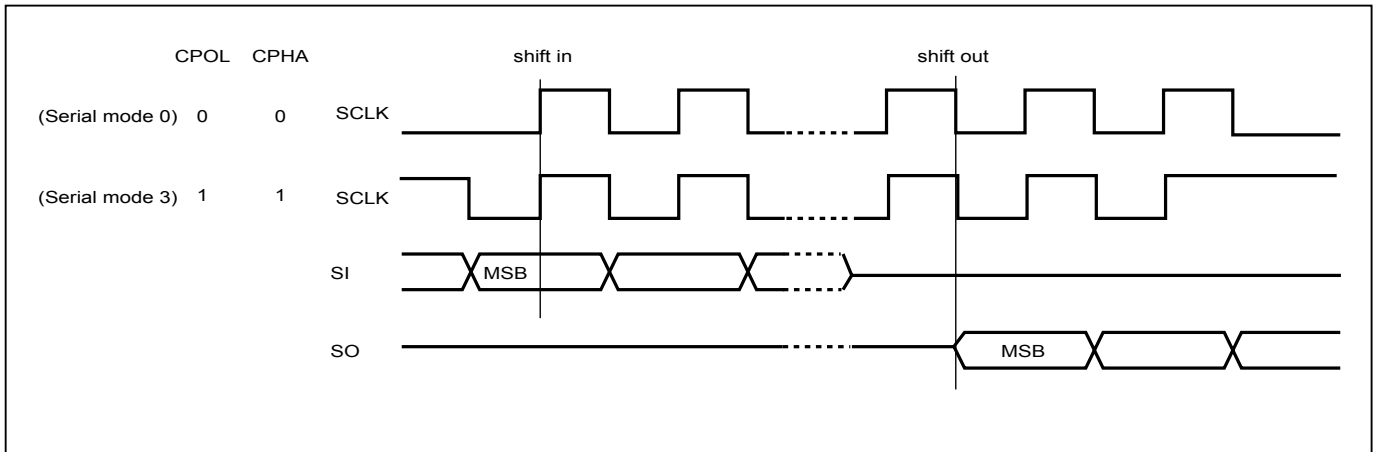 CPOL CPHA shift in shift out
(Serial mode 0) 0 0 SCLK
(Serial mode 3) 1 1 SCLK
SI MSB
SO MSB